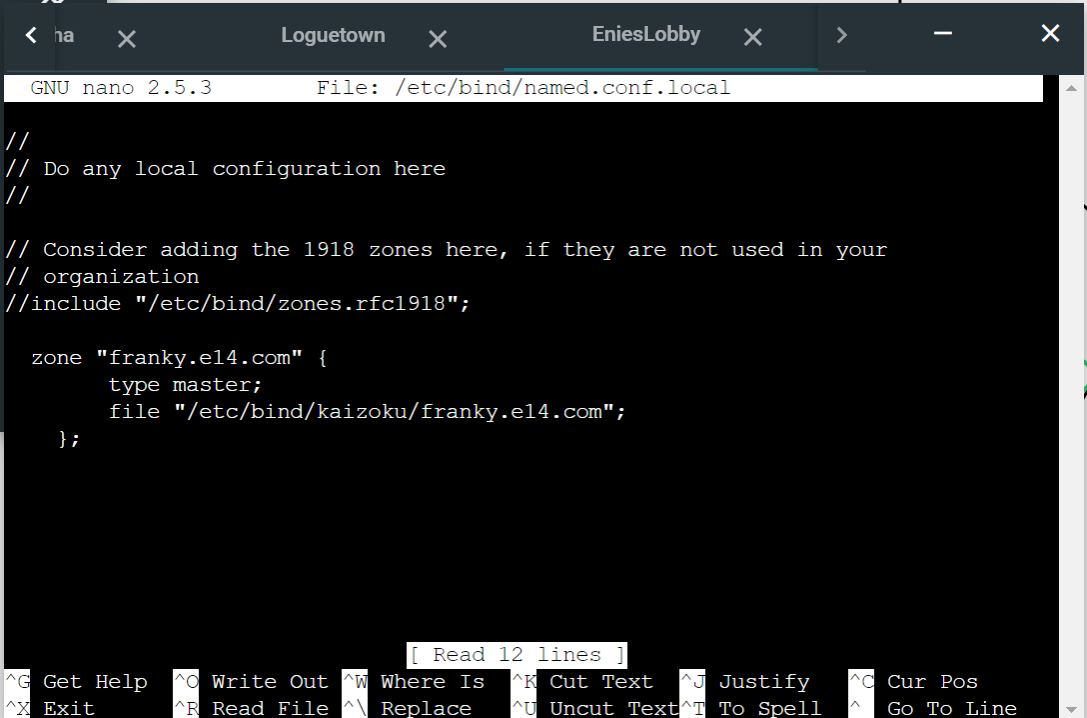 ha
Loguetown
EniesLobby
GNU nano 2.5.3 File: /etc/bind/named.conf.local
//
// Do any local configuration here
//
// Consider adding the 1918 zones here, if they are not used in your
// organization
//include "/etc/bind/zones.rfc1918";
zone "franky.e14.com" {
type master;
file "/etc/bind/kaizoku/franky.e14.com";
};
[ Read 12 lines ]
^G Get Help ^O Write Out ^W Where Is ^K Cut Text ^J Justify ^C Cur Pos
^X Exit ^R Read File ^\ Replace ^U Uncut Text ^T To Spell ^_ Go To Line